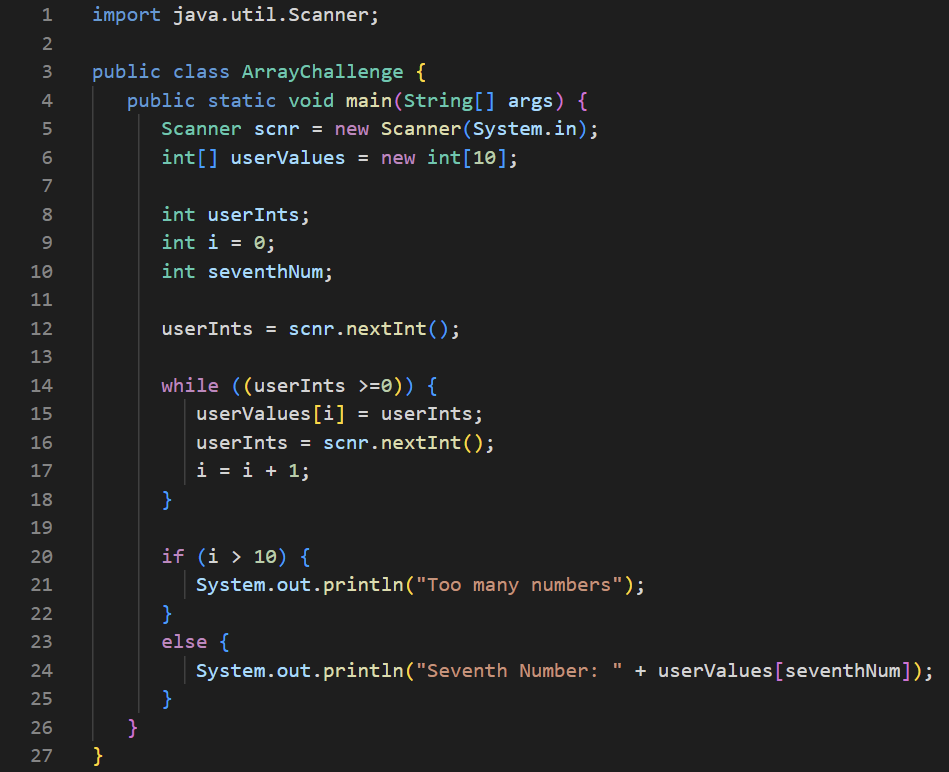 1 import java.util.Scanner;
2
3 public class ArrayChallenge {
4    public static void main(String[] args) {
5       Scanner scnr = new Scanner(System.in);
6       int[] userValues = new int[10];
7
8       int userInts;
9       int i = 0;
10       int seventhNum;
11
12       userInts = scnr.nextInt();
13
14       while ((userInts >=0)) {
15          userValues[i] = userInts;
16          userInts = scnr.nextInt();
17          i = i + 1;
18       }
19
20       if (i > 10) {
21          System.out.println("Too many numbers");
22       }
23       else {
24          System.out.println("Seventh Number: " + userValues[seventhNum]);
25       }
26    }
27 }